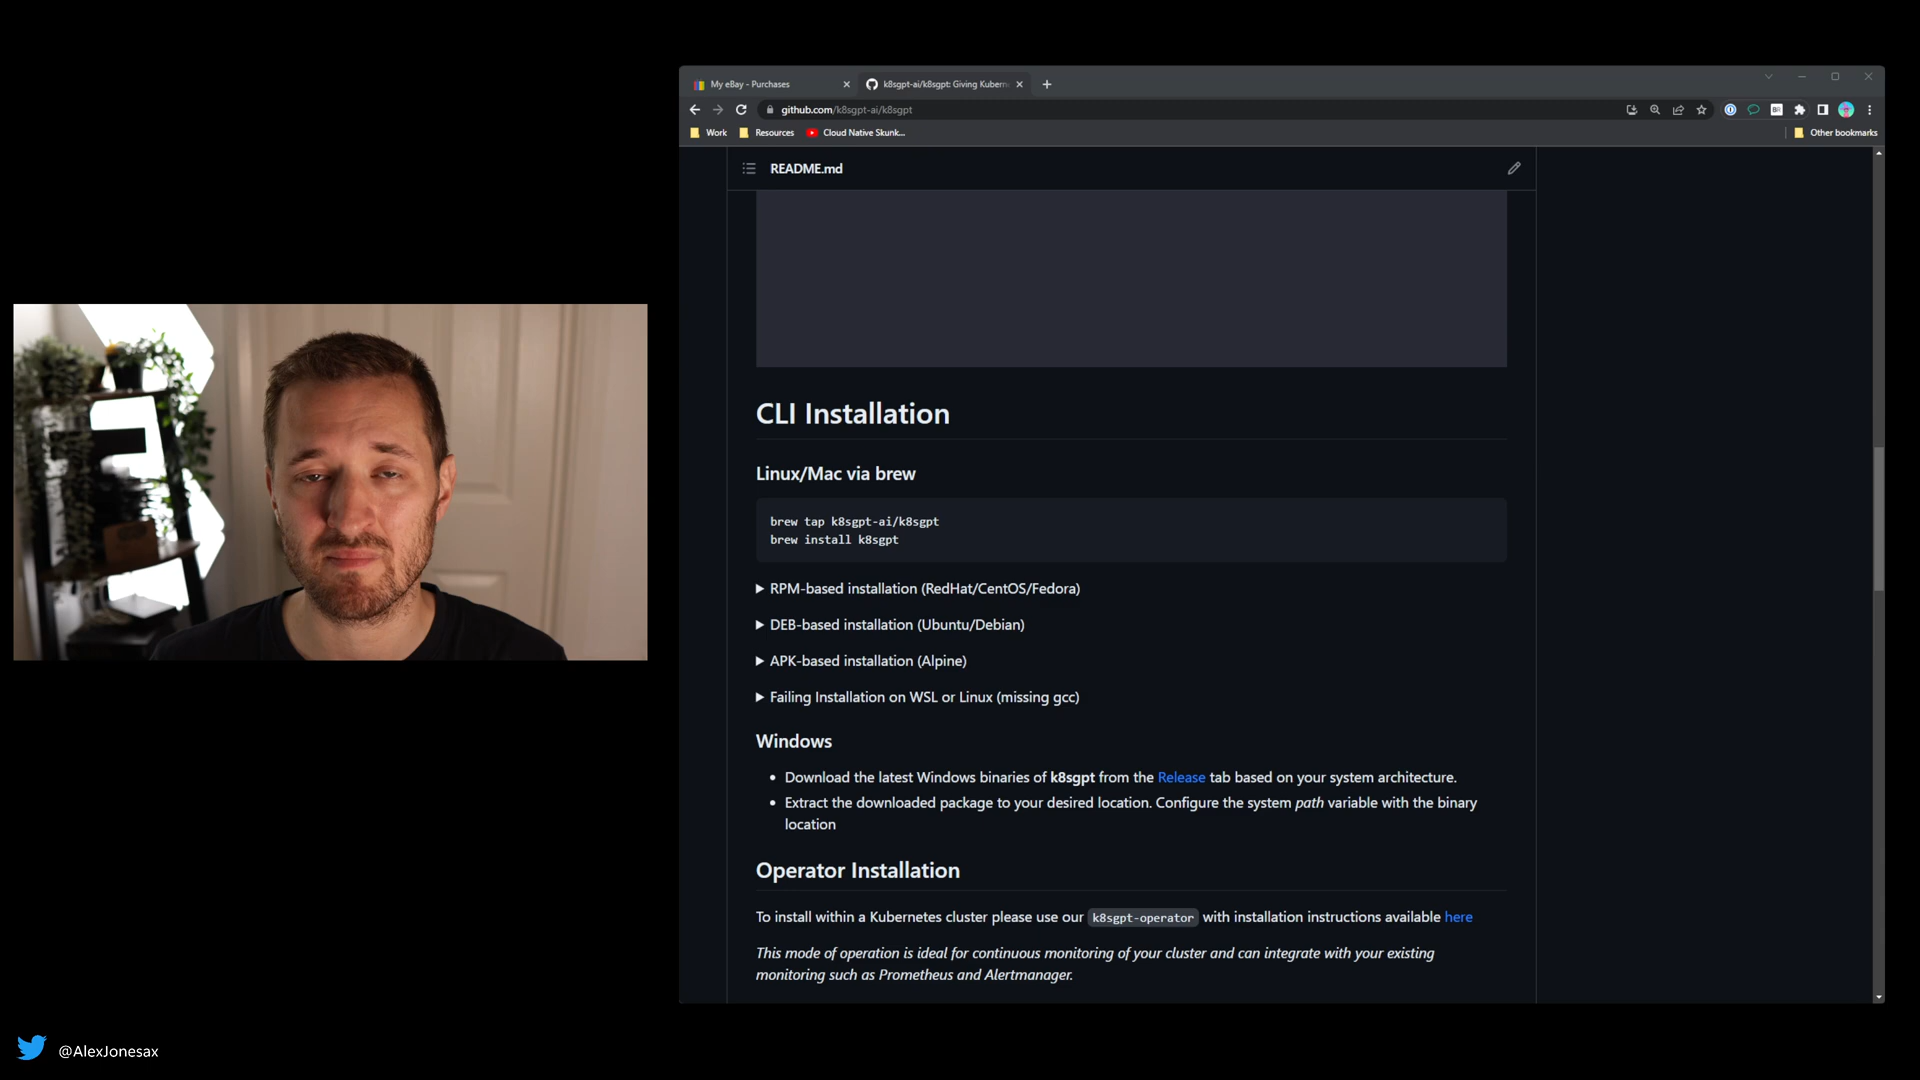 My eBay - Purchases
k8sgpt-ai/k8sgpt: Giving Kubern
github.com/k8sgpt-ai/k8sgpt
Work
Resources
Cloud Native Skunk...
Other bookmarks
README.md
CLI Installation
Linux/Mac via brew
brew tap k8sgpt-ai/k8sgpt
brew install k8sgpt
RPM-based installation (RedHat/CentOS/Fedora)
DEB-based installation (Ubuntu/Debian)
APK-based installation (Alpine)
Failing Installation on WSL or Linux (missing gcc)
Windows
Download the latest Windows binaries of k8sgpt from the Release tab based on your system architecture.
Extract the downloaded package to your desired location. Configure the system path variable with the binary
location
Operator Installation
To install within a Kubernetes cluster please use our k8sgpt-operator with installation instructions available here
This mode of operation is ideal for continuous monitoring of your cluster and can integrate with your existing
monitoring such as Prometheus and Alertmanager.
@AlexJonesax